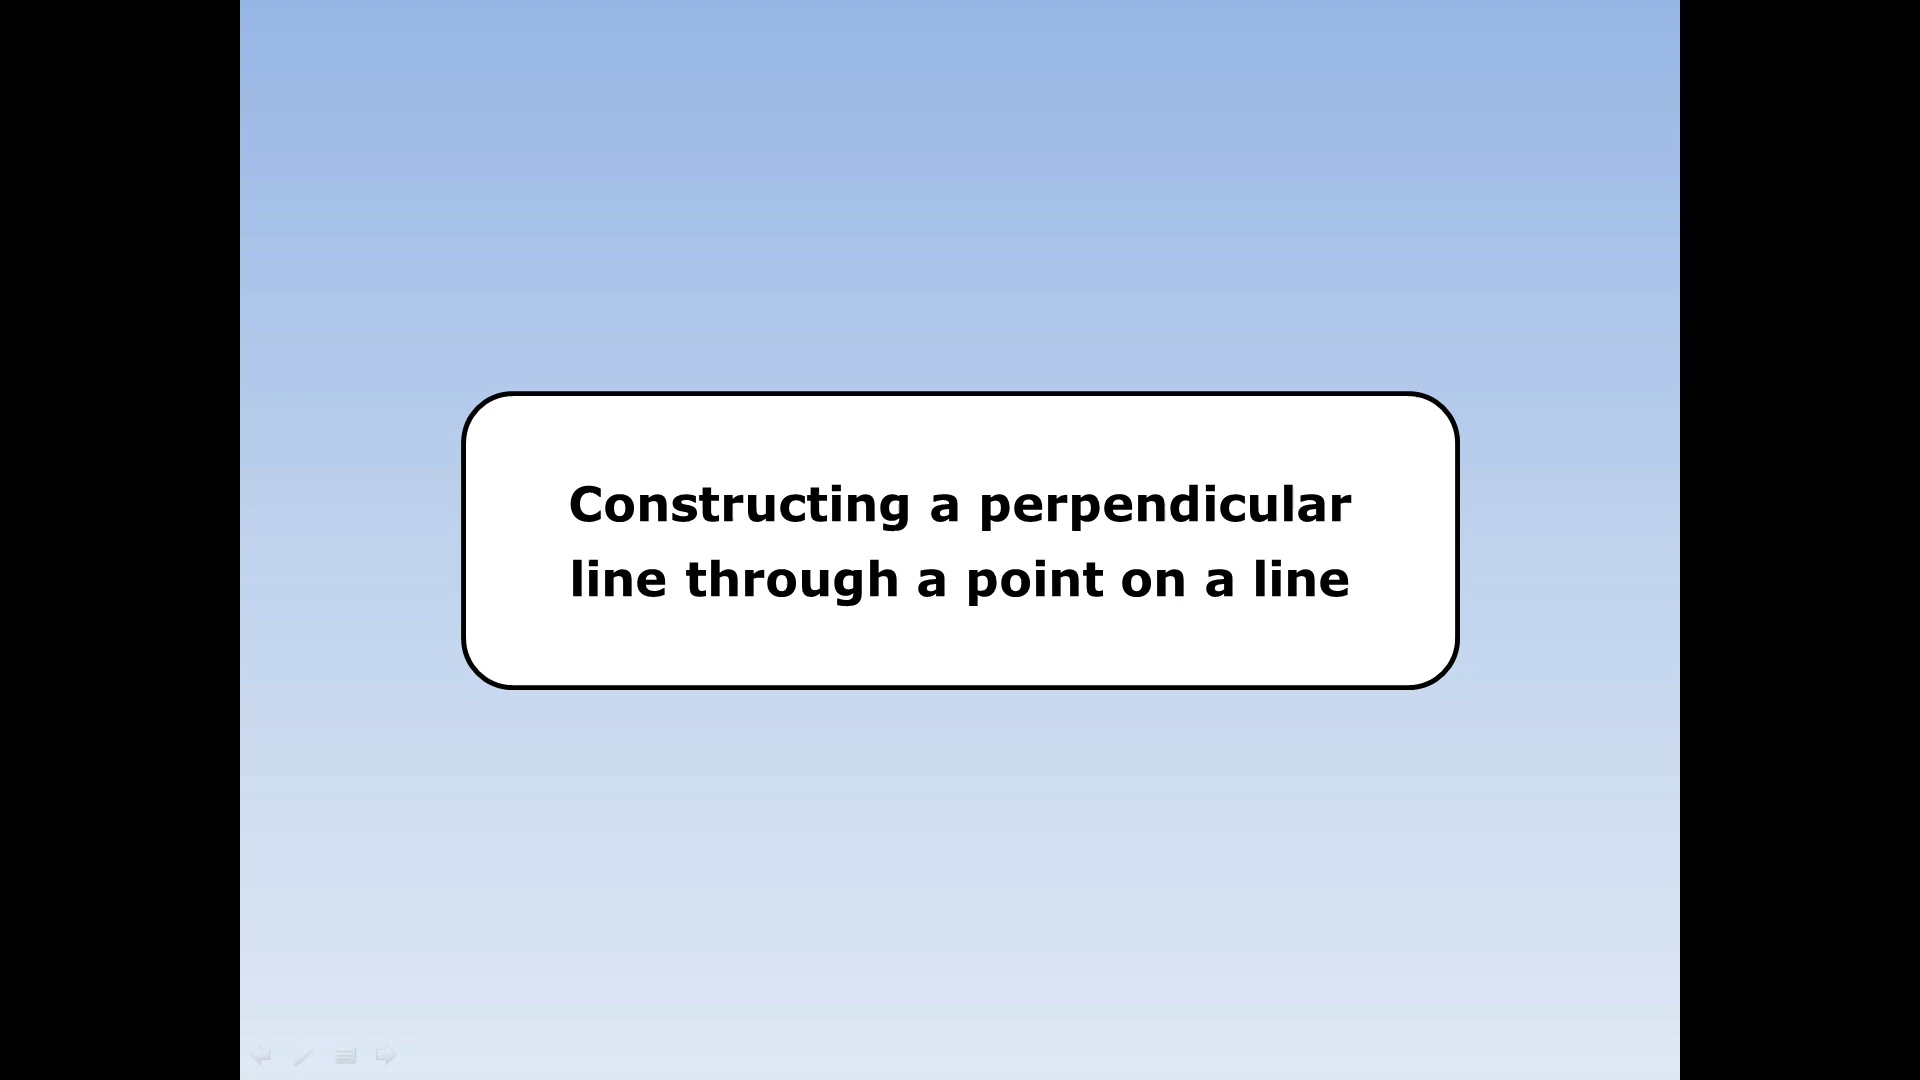 Constructing a perpendicular
line through a point on a line